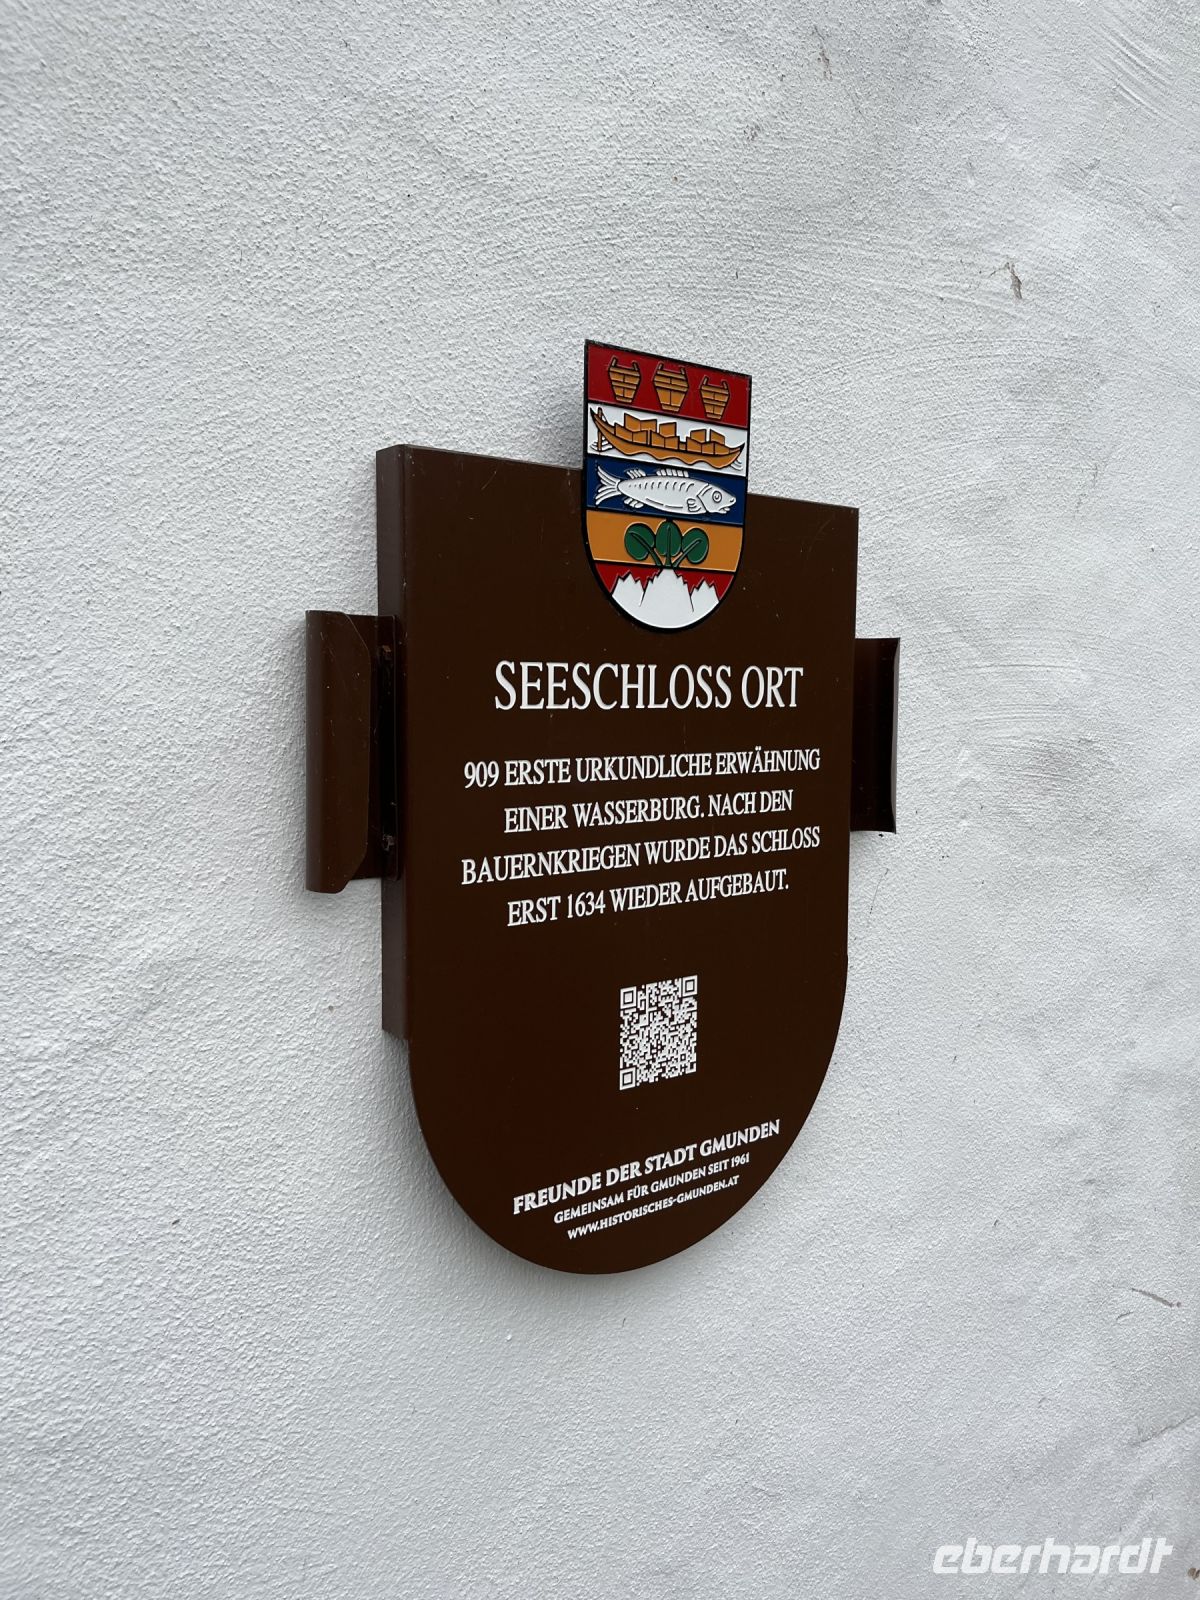 SEESCHLOSS ORT
909 ERSTE URKUNDLICHE ERWÄHNUNG
EINER WASSERBURG. NACH DEN
BAUERNKRIEGEN WURDE DAS SCHLOSS
ERST 1634 WIEDER AUFGEBAUT.
FREUNDE DER STADT GMUNDEN
GEMEINSAM FÜR GMUNDEN SEIT 1961
WWW.HISTORISCHES-GMUNDEN.AT
eberhardt